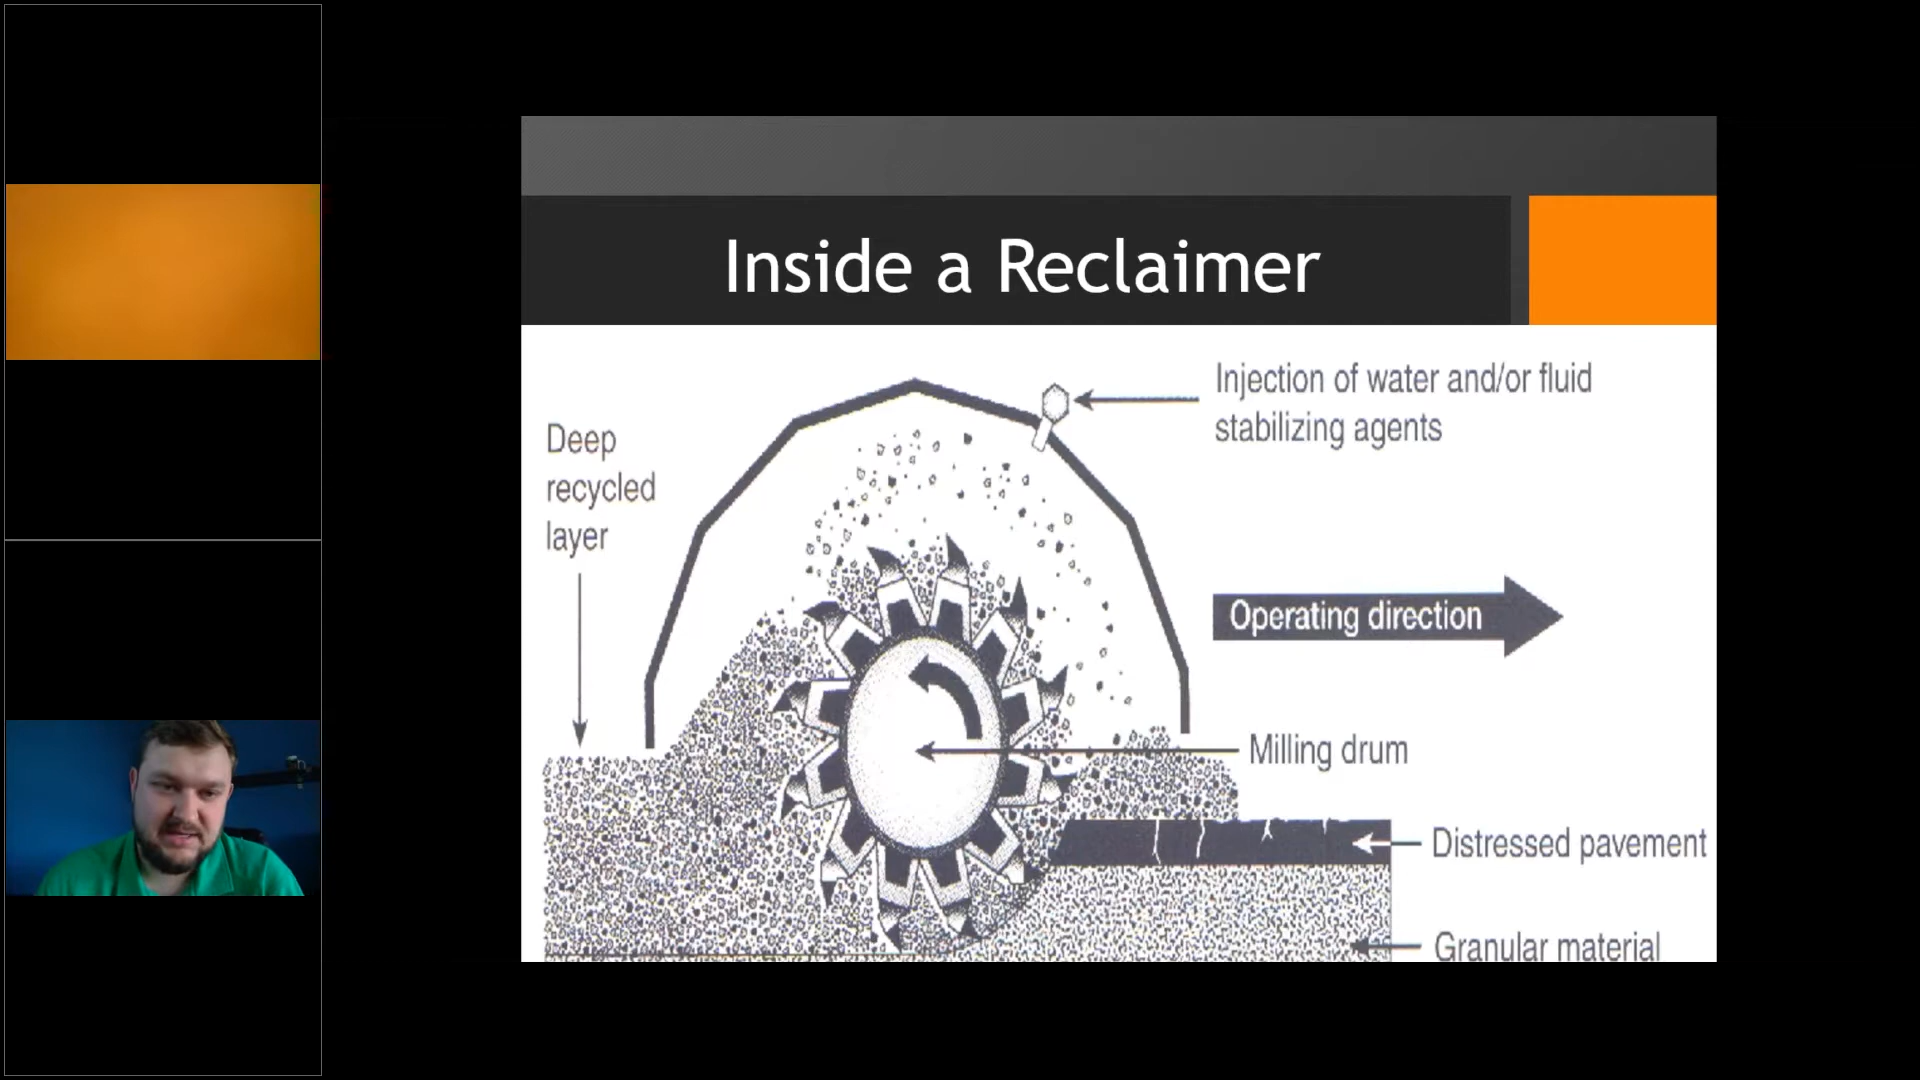 Inside a Reclaimer
Injection of water and/or fluid
stabilizing agents
Deep
recycled
layer
Operating direction
Milling drum
Distressed pavement
Granular material